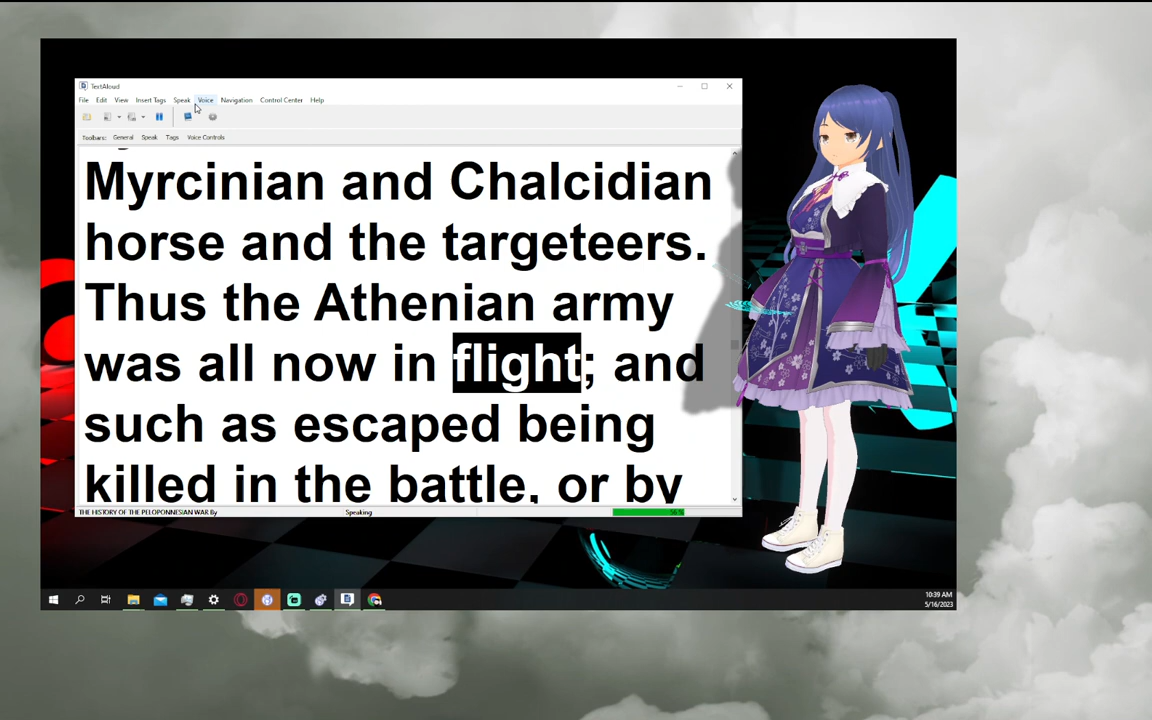 TextAloud
File Edit View Insert Tags Speak Voice Navigation Control Center Help
Toolbars: General Speak Tags Voice Controls
Myrcinian and Chalcidian
horse and the targeteers.
Thus the Athenian army
was all now in flight; and
such as escaped being
killed in the battle, or by
THE HISTORY OF THE PELOPONNESIAN WAR By Speaking 56 %
10:39 AM
5/16/2023